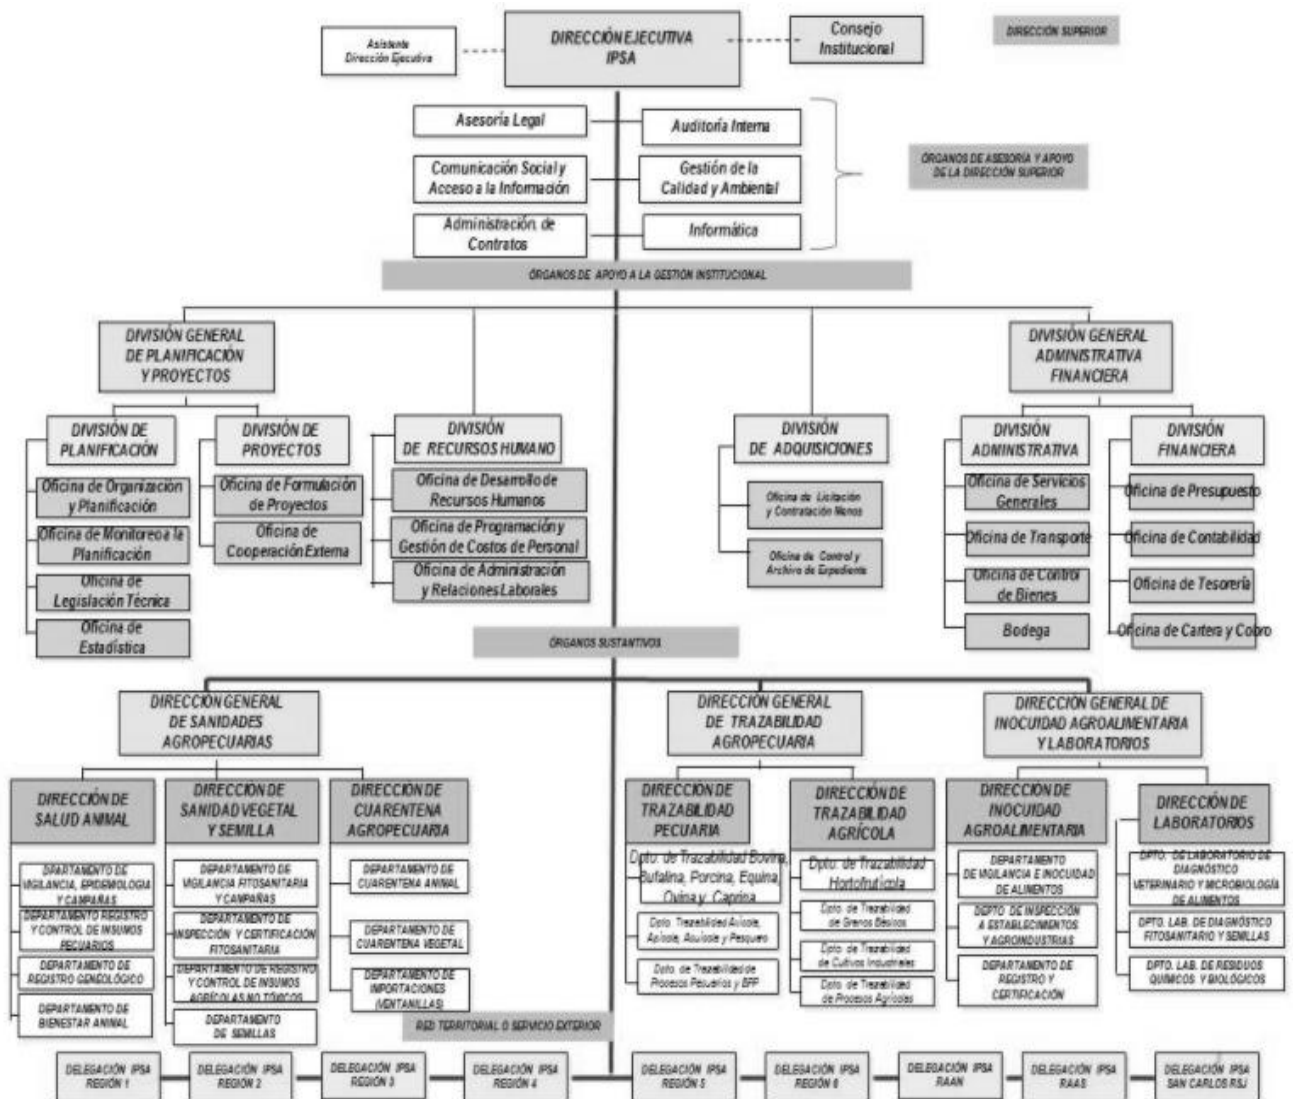 DIRECCIÓN EJECUTIVA
IPSA
Asistente
Dirección Ejecutiva
Consejo
Institucional
DIRECCIÓN SUPERIOR
Asesoría Legal
Auditoría Interna
Comunicación Social y
Acceso a la Información
Gestión de la
Calidad y Ambiental
Administración. de
Contratos
Informática
ÓRGANOS DE ASESORÍA Y APOYO
DE LA DIRECCIÓN SUPERIOR
ÓRGANOS DE APOYO A LA GESTION INSTITUCIONAL
DIVISIÓN GENERAL
DE PLANIFICACIÓN
Y PROYECTOS
DIVISIÓN GENERAL
ADMINISTRATIVA
FINANCIERA
DIVISIÓN DE
PLANIFICACIÓN
Oficina de Organización
y Planificación
Oficina de Monitoreo a la
Planificación
Oficina de
Legislación Técnica
Oficina de
Estadística
DIVISIÓN DE
PROYECTOS
Oficina de Formulación
de Proyectos
Oficina de
Cooperación Externa
DIVISIÓN
DE RECURSOS HUMANO
Oficina de Desarrollo de
Recursos Humanos
Oficina de Programación y
Gestión de Costos de Personal
Oficina de Administración
y Relaciones Laborales
DIVISIÓN
DE ADQUISICIONES
Oficina de Licitación
y Contratación Menos
Oficina de Control y
Archivo de Expediente
DIVISIÓN
ADMINISTRATIVA
Oficina de Servicios
Generales
Oficina de Transporte
Oficina de Control
de Bienes
Bodega
DIVISIÓN
FINANCIERA
Oficina de Presupuesto
Oficina de Contabilidad
Oficina de Tesorería
Oficina de Cartera y Cobro
ÓRGANOS SUSTANTIVOS
DIRECCIÓN GENERAL
DE SANIDADES
AGROPECUARIAS
DIRECCIÓN GENERAL
DE TRAZABILIDAD
AGROPECUARIA
DIRECCIÓN GENERAL DE
INOCUIDAD AGROALIMENTARIA
Y LABORATORIOS
DIRECCIÓN DE
SALUD ANIMAL
DPARTAMENTO DE
VIGILANCIA, EPIDEMIOLOGIA
Y CAMPAÑAS
DEPARTAMENTO REGISTRO
Y CONTROL DE INSUMOS
PECUARIOS
DEPARTAMENTO DE
REGISTRO GENEOLÓGICO
DEPARTAMENTO DE
BIENESTAR ANIMAL
DIRECCIÓN DE
SANIDAD VEGETAL
Y SEMILLA
DEPARTAMENTO DE
VIGILANCIA FITOSANITARIA
Y CAMPAÑAS
DEPARTAMENTO DE
INSPECCIÓN Y CERTIFICACIÓN
FITOSANITARIA
DEPARTAMENTO DE REGISTRO
Y CONTROL DE INSUMOS
AGRÍCOLAS NO TÓXICOS
DEPARTAMENTO
DE SEMILLAS
DIRECCIÓN DE
CUARENTENA
AGROPECUARIA
DEPARTAMENTO DE
CUARENTENA ANIMAL
DEPARTAMENTO DE
CUARENTENA VEGETAL
DEPARTAMENTO DE
IMPORTACIONES
(VENTANILLAS)
DIRECCIÓN DE
TRAZABILIDAD
PECUARIA
Dpto. de Trazabilidad Bovina,
Bufalina, Porcina, Equina,
Ovina y Caprina
Dpto. Trazabilidad Avícola,
Apícola, Acuícola y Pesquero
Dpto. de Trazabilidad de
Procesos Pecuarios y BPP
DIRECCIÓN DE
TRAZABILIDAD
AGRÍCOLA
Dpto. de Trazabilidad
Hortofrutícola
Dpto. de Trazabilidad
de Granos Básicos
Dpto. de Trazabilidad
de Cultivos Industriales
Dpto. de Trazabilidad
de Procesos Agrícolas
DIRECCIÓN DE
INOCUIDAD
AGROALIMENTARIA
DEPARTAMENTO
DE VIGILANCIA E INOCUIDAD
DE ALIMENTOS
DEPTO DE INSPECCIÓN
A ESTABLECIMIENTOS
Y AGROINDUSTRIAS
DEPARTAMENTO DE
REGISTRO Y
CERTIFICACIÓN
DIRECCIÓN DE
LABORATORIOS
DPTO. DE LABORATORIO DE
DIAGNÓSTICO
VETERINARIO Y MICROBIOLOGÍA
DE ALIMENTOS
DPTO. LAB. DE DIAGNÓSTICO
FITOSANITARIO Y SEMILLAS
DPTO. LAB. DE RESIDUOS
QUÍMICOS Y BIOLÓGICOS
RED TERRITORIAL O SERVICIO EXTERIOR
DELEGACIÓN IPSA
REGIÓN 1
DELEGACIÓN IPSA
REGIÓN 2
DELEGACIÓN IPSA
REGIÓN 3
DELEGACIÓN IPSA
REGIÓN 4
DELEGACIÓN IPSA
REGIÓN 5
DELEGACIÓN IPSA
REGIÓN 6
DELEGACIÓN IPSA
RAAN
DELEGACIÓN IPSA
RAAS
DELEGACIÓN IPSA
SAN CARLOS RSJ